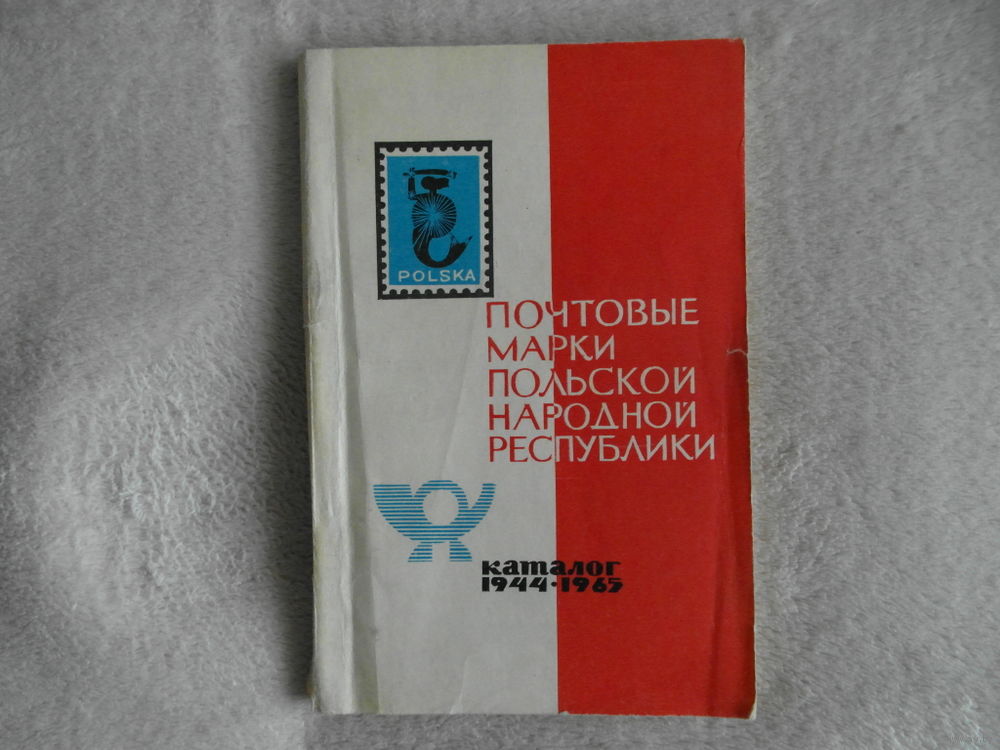 POLSKA
ПОЧТОВЫЕ
МАРКИ
ПОЛЬСКОЙ
НАРОДНОЙ
РЕСПУБЛИКИ
каталог
1944·1965